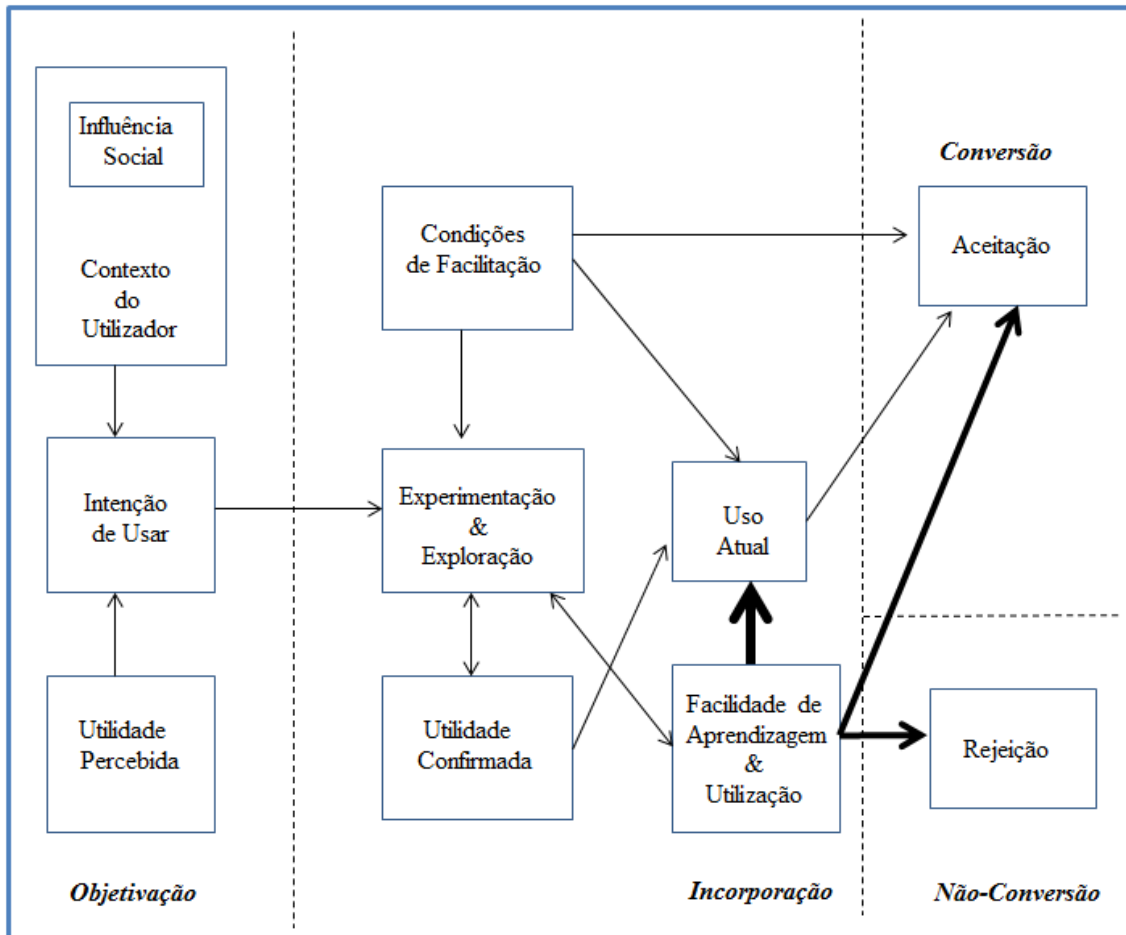 Influência
Social
Contexto
do
Utilizador
Intenção
de Usar
Utilidade
Percebida
Objetivação
Condições
de Facilitação
Experimentação
&
Exploração
Utilidade
Confirmada
Uso
Atual
Facilidade de
Aprendizagem
&
Utilização
Incorporação
Conversão
Aceitação
Rejeição
Não-Conversão